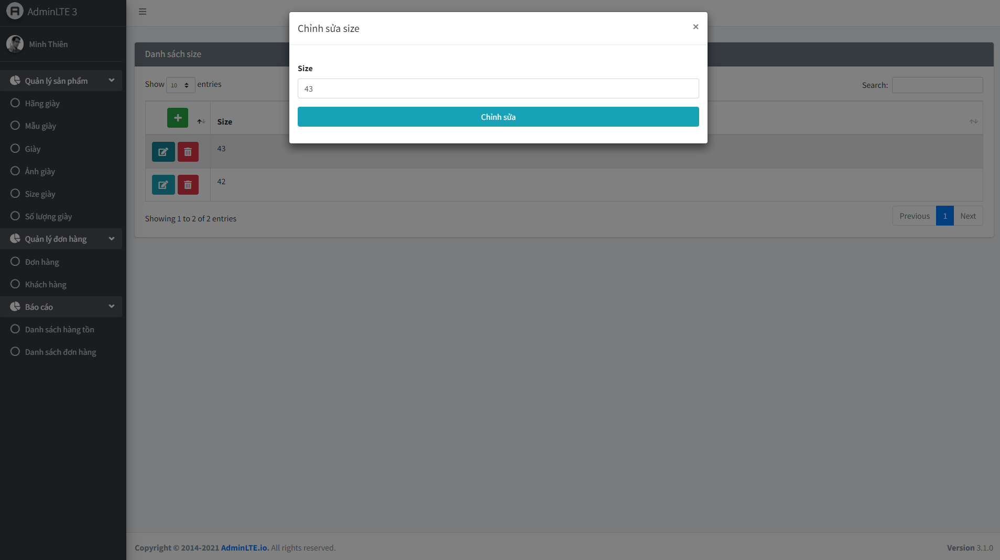 AdminLTE 3
Minh Thiên
Quản lý sản phẩm
Hãng giày
Mẫu giày
Giày
Ảnh giày
Size giày
Số lượng giày
Quản lý đơn hàng
Đơn hàng
Khách hàng
Báo cáo
Danh sách hàng tồn
Danh sách đơn hàng
Chỉnh sửa size ×
Size
43
Chỉnh sửa
Danh sách size
Show 10 entries
Search:
Size
43
42
Showing 1 to 2 of 2 entries
Previous 1 Next
Copyright © 2014-2021 AdminLTE.io. All rights reserved.
Version 3.1.0